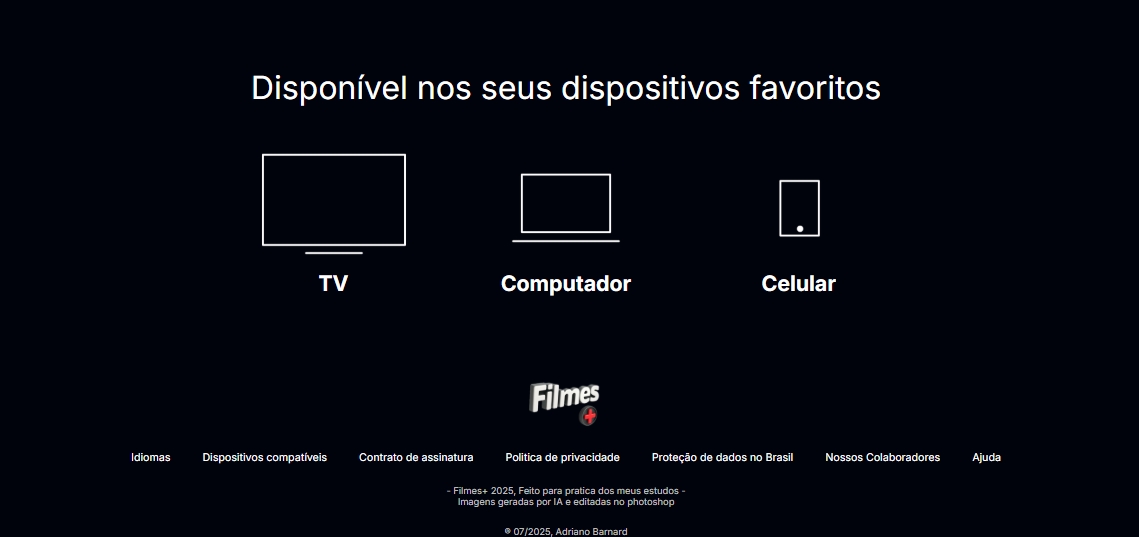 Disponível nos seus dispositivos favoritos
TV
Computador
Celular
Filmes
+
Idiomas
Dispositivos compatíveis
Contrato de assinatura
Politica de privacidade
Proteção de dados no Brasil
Nossos Colaboradores
Ajuda
- Filmes+ 2025, Feito para pratica dos meus estudos -
Imagens geradas por IA e editadas no photoshop
® 07/2025, Adriano Barnard